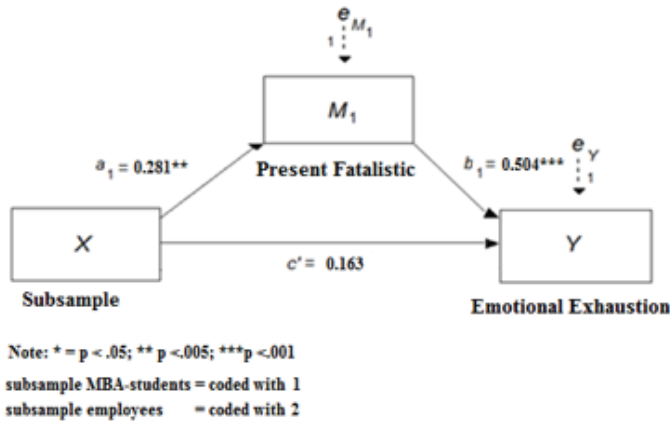 e M₁
1
M₁
a₁ = 0.281**
Present Fatalistic
b₁ = 0.504***
e Y
1
X
Y
c' = 0.163
Subsample
Emotional Exhaustion
Note: * = p < .05; ** p <.005; ***p <.001
subsample MBA-students = coded with 1
subsample employees = coded with 2